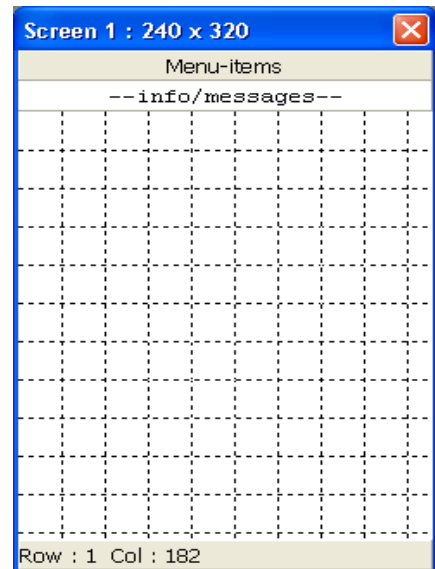 Screen 1 : 240 x 320
Menu-items
--info/messages--
Row : 1 Col : 182